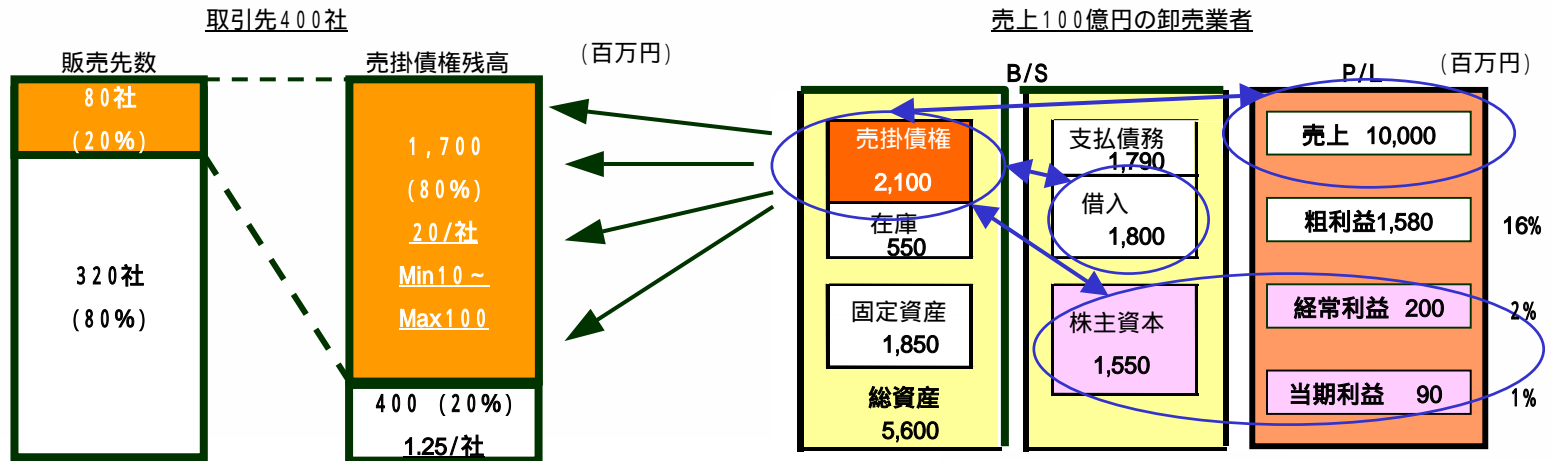 取引先400社
販売先数
80社
(20%)
320社
(80%)
売掛債権残高
(百万円)
1,700
(80%)
20/社
Min10～
Max100
400 (20%)
1.25/社
売上100億円の卸売業者
B/S
売掛債権
2,100
在庫
550
固定資産
1,850
総資産
5,600
支払債務
1,790
借入
1,800
株主資本
1,550
P/L
(百万円)
売上 10,000
粗利益1,580
16%
経常利益 200
2%
当期利益 90
1%